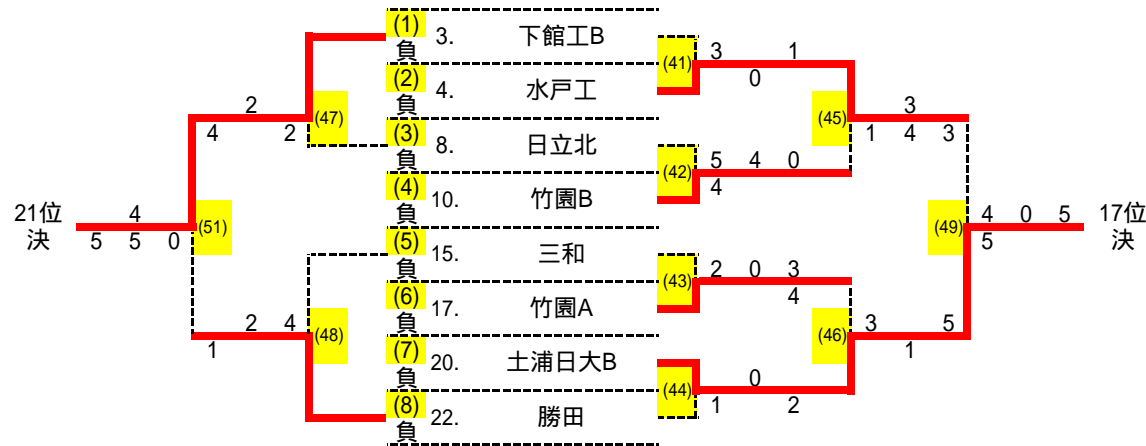 (1)
負 3. 下館工B
(2)
負 4. 水戸工
(3)
負 8. 日立北
(4)
負 10. 竹園B
(5)
負 15. 三和
(6)
負 17. 竹園A
(7)
負 20. 土浦日大B
(8)
負 22. 勝田
(41) 3 1
0
(42) 5 4 0
4
(43) 2 0 3
4
(44) 0
1 2
(45) 3
1 4 3
(46) 3 5
1
(49) 4 0 5
5
17位
決
2 (47)
4 2
2 4 (48)
1
4 (51)
5 5 0
21位
決